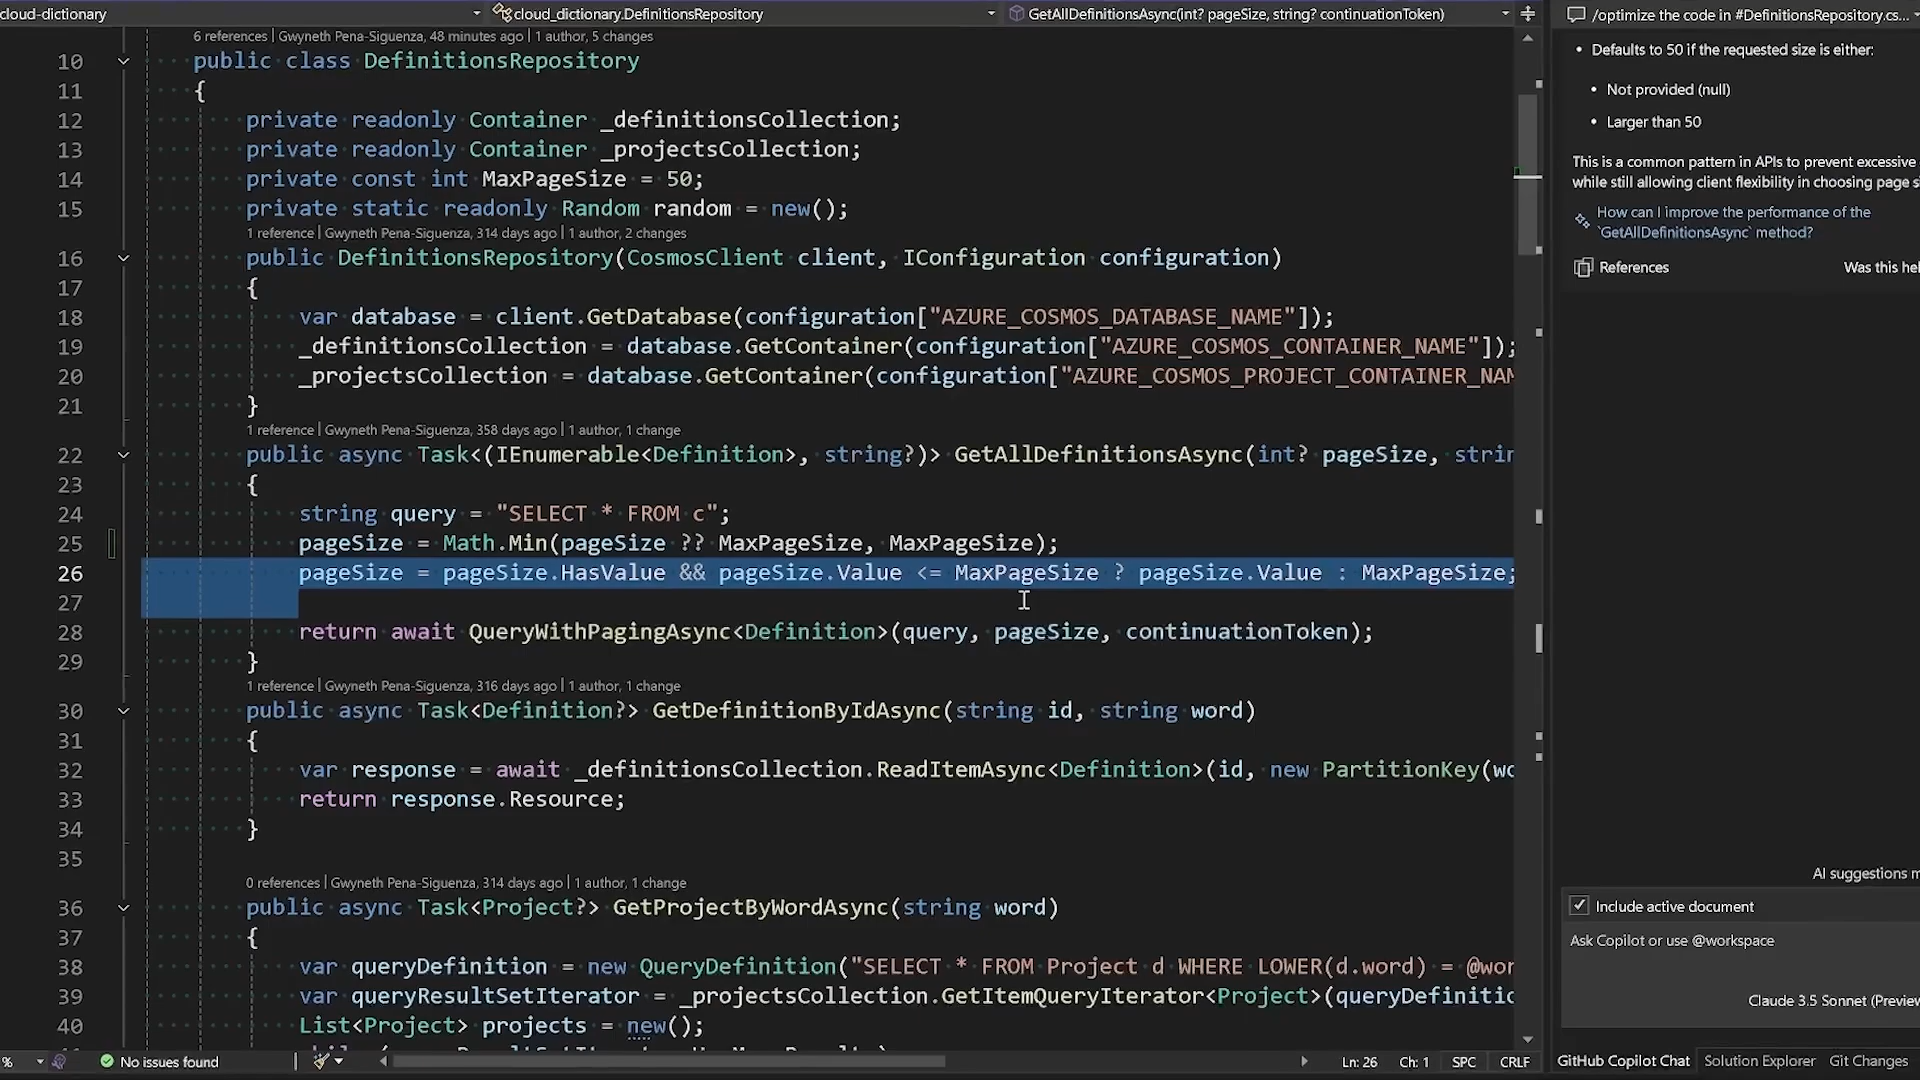 cloud-dictionary
cloud_dictionary.DefinitionsRepository
GetAllDefinitionsAsync(int? pageSize, string? continuationToken)
6 references | Gwyneth Pena-Siguenza, 48 minutes ago | 1 author, 5 changes
10 public class DefinitionsRepository
11 {
12 private readonly Container _definitionsCollection;
13 private readonly Container _projectsCollection;
14 private const int MaxPageSize = 50;
15 private static readonly Random random = new();
1 reference | Gwyneth Pena-Siguenza, 314 days ago | 1 author, 2 changes
16 public DefinitionsRepository(CosmosClient client, IConfiguration configuration)
17 {
18 var database = client.GetDatabase(configuration["AZURE_COSMOS_DATABASE_NAME"]);
19 _definitionsCollection = database.GetContainer(configuration["AZURE_COSMOS_CONTAINER_NAME"]);
20 _projectsCollection = database.GetContainer(configuration["AZURE_COSMOS_PROJECT_CONTAINER_NAM
21 }
1 reference | Gwyneth Pena-Siguenza, 358 days ago | 1 author, 1 change
22 public async Task<(IEnumerable<Definition>, string?)> GetAllDefinitionsAsync(int? pageSize, strin
23 {
24 string query = "SELECT * FROM c";
25 pageSize = Math.Min(pageSize ?? MaxPageSize, MaxPageSize);
26 pageSize = pageSize.HasValue && pageSize.Value <= MaxPageSize ? pageSize.Value : MaxPageSize;
27
28 return await QueryWithPagingAsync<Definition>(query, pageSize, continuationToken);
29 }
1 reference | Gwyneth Pena-Siguenza, 316 days ago | 1 author, 1 change
30 public async Task<Definition?> GetDefinitionByIdAsync(string id, string word)
31 {
32 var response = await _definitionsCollection.ReadItemAsync<Definition>(id, new PartitionKey(wo
33 return response.Resource;
34 }
35
0 references | Gwyneth Pena-Siguenza, 314 days ago | 1 author, 1 change
36 public async Task<Project?> GetProjectByWordAsync(string word)
37 {
38 var queryDefinition = new QueryDefinition("SELECT * FROM Project d WHERE LOWER(d.word) = @wor
39 var queryResultSetIterator = _projectsCollection.GetItemQueryIterator<Project>(queryDefinitio
40 List<Project> projects = new();
% No issues found Ln: 26 Ch: 1 SPC CRLF
/optimize the code in #DefinitionsRepository.cs...
• Defaults to 50 if the requested size is either:
• Not provided (null)
• Larger than 50
This is a common pattern in APIs to prevent excessive
while still allowing client flexibility in choosing page si
How can I improve the performance of the
`GetAllDefinitionsAsync` method?
References Was this hel
AI suggestions m
Include active document
Ask Copilot or use @workspace
Claude 3.5 Sonnet (Preview
GitHub Copilot Chat Solution Explorer Git Changes